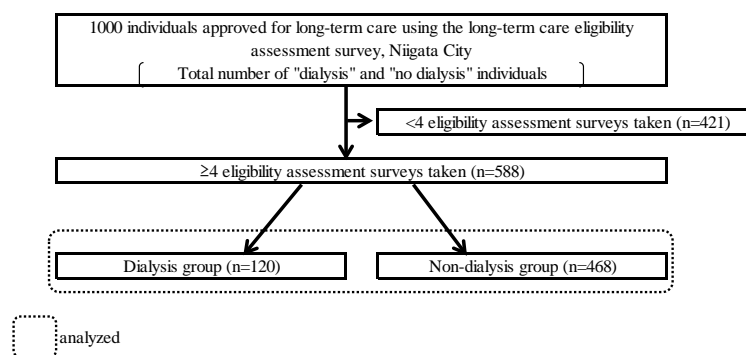 1000 individuals approved for long-term care using the long-term care eligibility
assessment survey, Niigata City
Total number of "dialysis" and "no dialysis" individuals
<4 eligibility assessment surveys taken (n=421)
≥4 eligibility assessment surveys taken (n=588)
Dialysis group (n=120)
Non-dialysis group (n=468)
analyzed